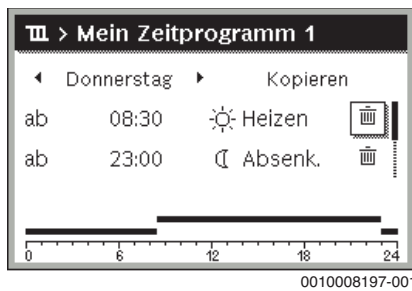 > Mein Zeitprogramm 1
Donnerstag Kopieren
ab 08:30 Heizen
ab 23:00 Absenk.
0 6 12 18 24
0010008197-001